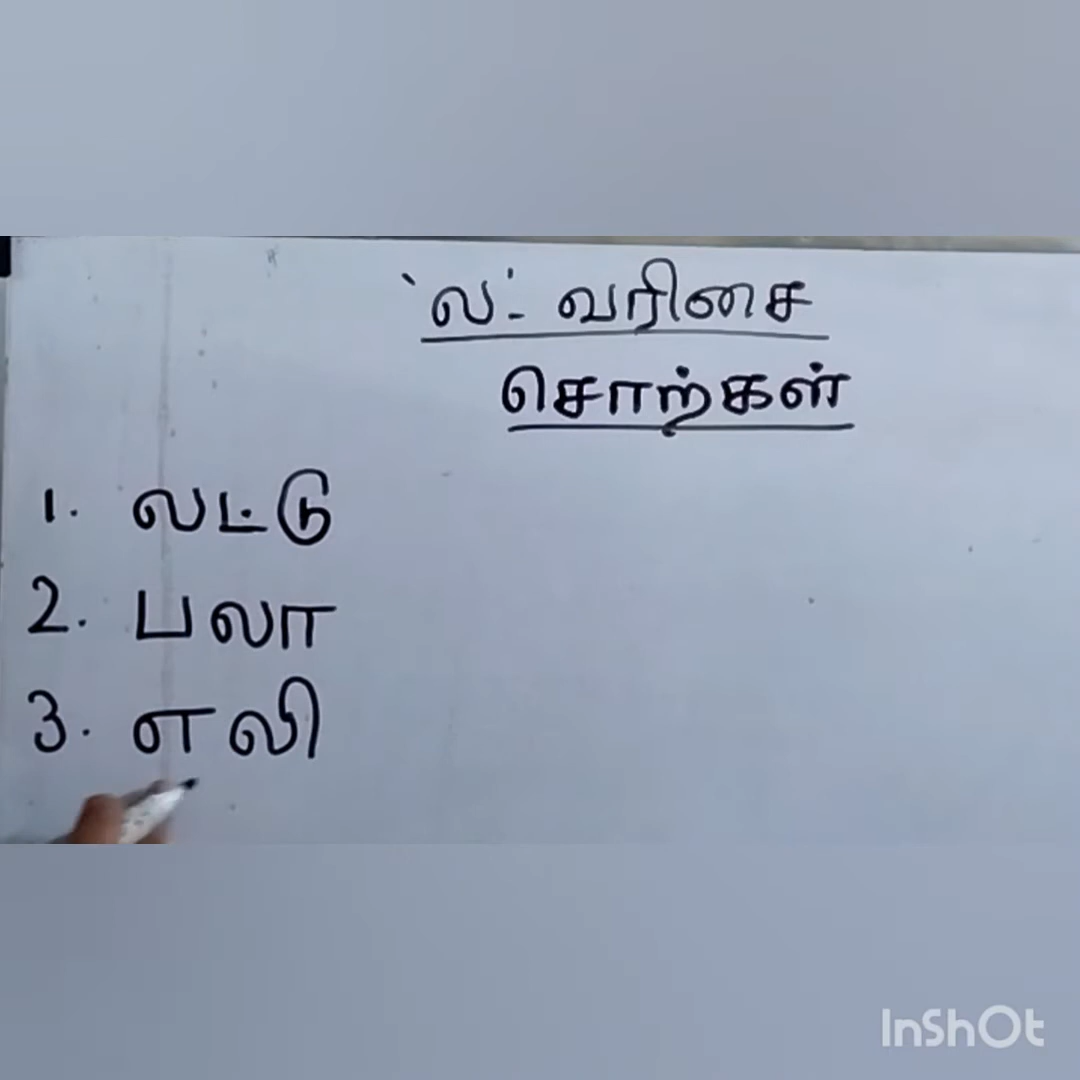 'ல'- வரிசை
சொற்கள்
1. லட்டு
2. பலா
3. எலி
InShOt